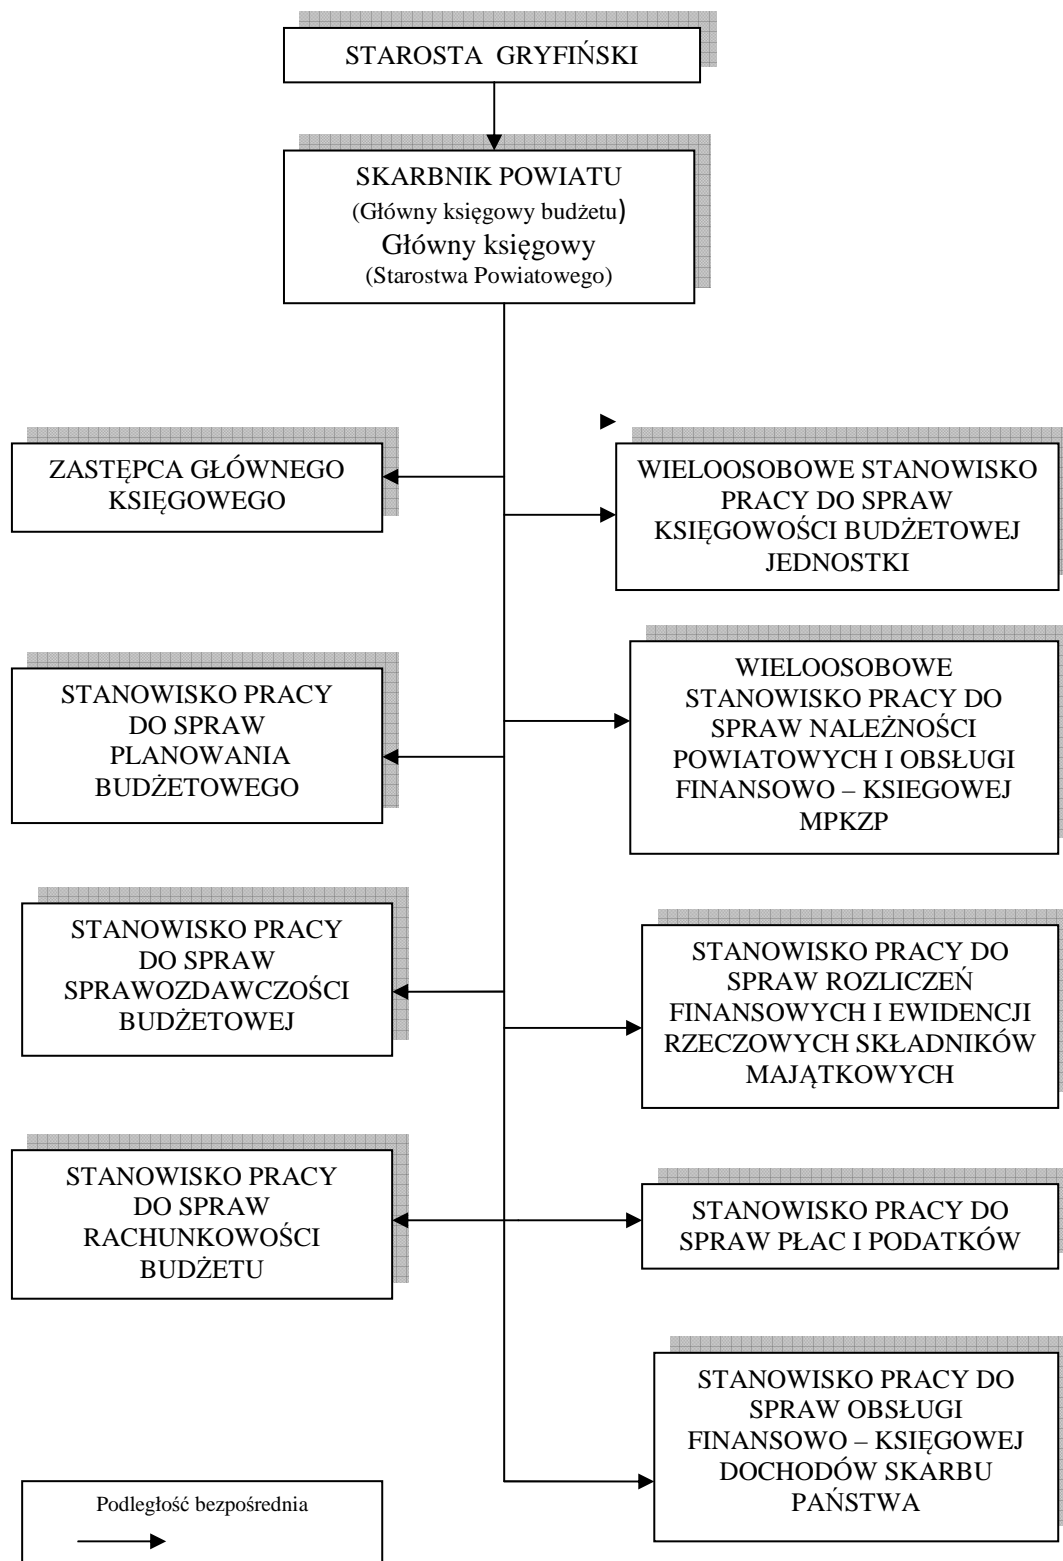 STAROSTA GRYFIŃSKI
SKARBNIK POWIATU
(Główny księgowy budżetu)
Główny księgowy
(Starostwa Powiatowego)
ZASTĘPCA GŁÓWNEGO
KSIĘGOWEGO
WIELOOSOBOWE STANOWISKO
PRACY DO SPRAW
KSIĘGOWOŚCI BUDŻETOWEJ
JEDNOSTKI
STANOWISKO PRACY
DO SPRAW
PLANOWANIA
BUDŻETOWEGO
WIELOOSOBOWE
STANOWISKO PRACY DO
SPRAW NALEŻNOŚCI
POWIATOWYCH I OBSŁUGI
FINANSOWO – KSIEGOWEJ
MPKZP
STANOWISKO PRACY
DO SPRAW
SPRAWOZDAWCZOŚCI
BUDŻETOWEJ
STANOWISKO PRACY DO
SPRAW ROZLICZEŃ
FINANSOWYCH I EWIDENCJI
RZECZOWYCH SKŁADNIKÓW
MAJĄTKOWYCH
STANOWISKO PRACY
DO SPRAW
RACHUNKOWOŚCI
BUDŻETU
STANOWISKO PRACY DO
SPRAW PŁAC I PODATKÓW
STANOWISKO PRACY DO
SPRAW OBSŁUGI
FINANSOWO – KSIĘGOWEJ
DOCHODÓW SKARBU
PAŃSTWA
Podległość bezpośrednia